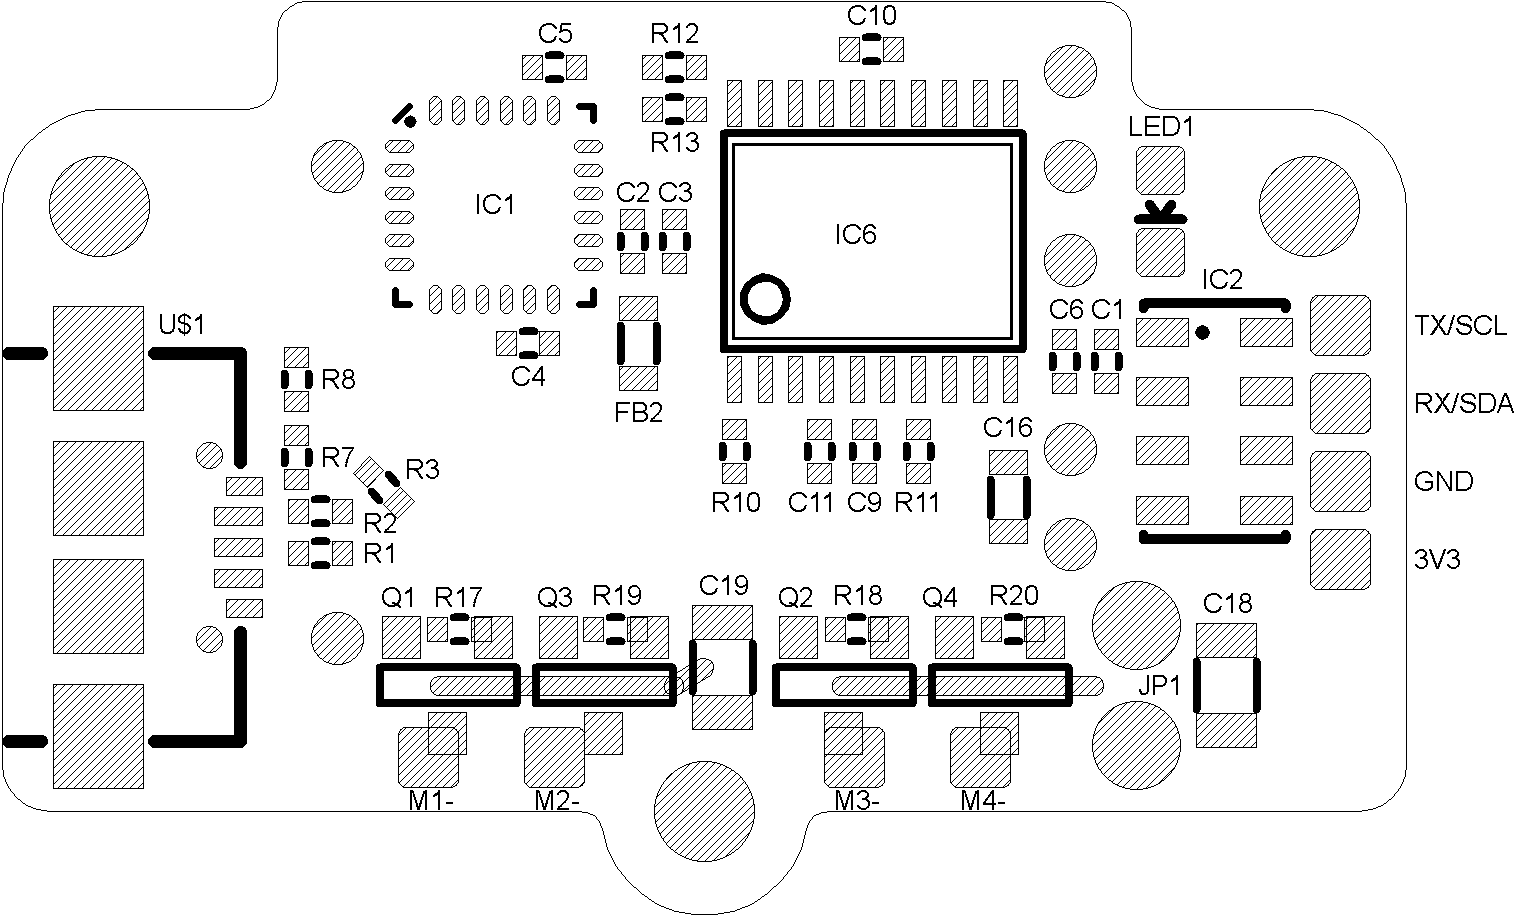 C10
C5
R12
R13
LED1
C2
C3
IC1
IC6
IC2
U$1
C6
C1
TX/SCL
R8
C4
FB2
RX/SDA
R7
R3
C16
GND
R10
C11
C9
R11
R2
R1
3V3
Q1
R17
Q3
R19
C19
Q2
R18
Q4
R20
C18
JP1
M1-
M2-
M3-
M4-